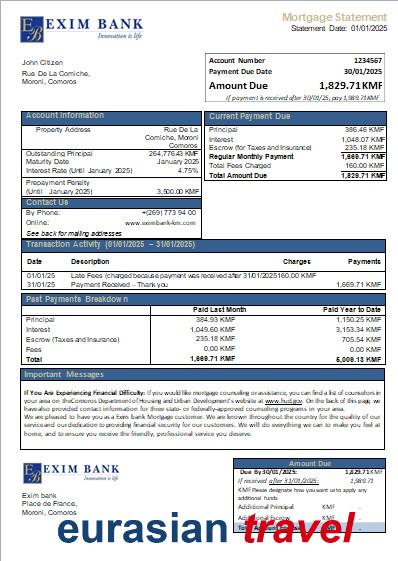 EB EXIM BANK
Innovation is life
Mortgage Statement
Statement Date: 01/01/2025
John Citizen
Rue De La Corniche,
Moroni, Comoros
Account Number 1234567
Payment Due Date 30/01/2025
Amount Due 1,829.71KMF
If payment is received after 30/01/25, pay 1,989.71KMF
Account Information
Property Address Rue De La
Corniche, Moroni,
Comoros
Outstanding Principal 264,776.43 KMF
Maturity Date January 2025
Interest Rate (Until January 2025) 4.75%
Prepayment Penalty
(Until January 2025) 3,500.00 KMF
Contact Us
By Phone: +(269) 773 94 00
Online: www.eximbank-km.com
See back for mailing addresses
Current Payment Due
Principal 386.46 KMF
Interest 1,048.07 KMF
Escrow (for Taxes and Insurance) 235.18 KMF
Regular Monthly Payment 1,669.71 KMF
Total Fees Charged 160.00 KMF
Total Amount Due 1,829.71 KMF
Transaction Activity (01/01/2025 – 31/01/2025)
Date Description Charges Payments
01/01/25 Late Fees (charged because payment was received after 31/01/2025160.00 KMF
31/01/25 Payment Received – Thank you 1,669.71 KMF
Past Payments Breakdown
Paid Last Month Paid Year to Date
Principal 384.93 KMF 1,150.25 KMF
Interest 1,049.60 KMF 3,153.34 KMF
Escrow (Taxes and Insurance) 235.18 KMF 705.54 KMF
Fees 0.00 KMF 0.00 KMF
Total 1,669.71 KMF 5,009.13 KMF
Important Messages
If You Are Experiencing Financial Difficulty: If you would like mortgage counseling or assistance, you can find a list of counselors in
your area on the Comoros Department of Housing and Urban Development's website at www.hud.gov. On the back of this page, we
have also provided contact information for three state- or federally-approved counselling programs in your area.
We are pleased to have you as a Exim bank Mortgage customer. We are known throughout the country for the quality of our
service and our dedication to providing financial security for our customers. We will do everything we can to make you feel at
home, and to ensure you receive the friendly, professional service you deserve.
EB EXIM BANK
Innovation is life
Exim bank
Place de France,
Moroni, Comoros
Amount Due
Due By 30/01/2025: 1,829.71KMF
If received after 31/01/2025: 1,989.71
KMF Please designate how you want us to apply any
additional funds
Additional Principal KMF
Additional Escrow KMF
eurasian travel